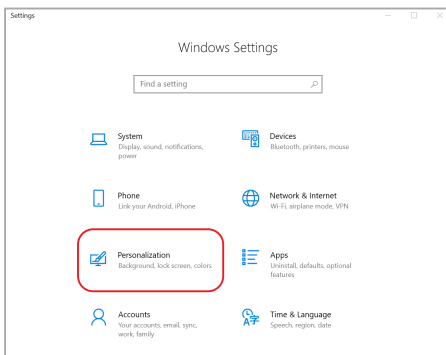 Settings
Windows Settings
Find a setting
System
Display, sound, notifications,
power
Devices
Bluetooth, printers, mouse
Phone
Link your Android, iPhone
Network & Internet
Wi-Fi, airplane mode, VPN
Personalization
Background, lock screen, colors
Apps
Uninstall, defaults, optional
features
Accounts
Your accounts, email, sync,
work, family
Time & Language
Speech, region, date